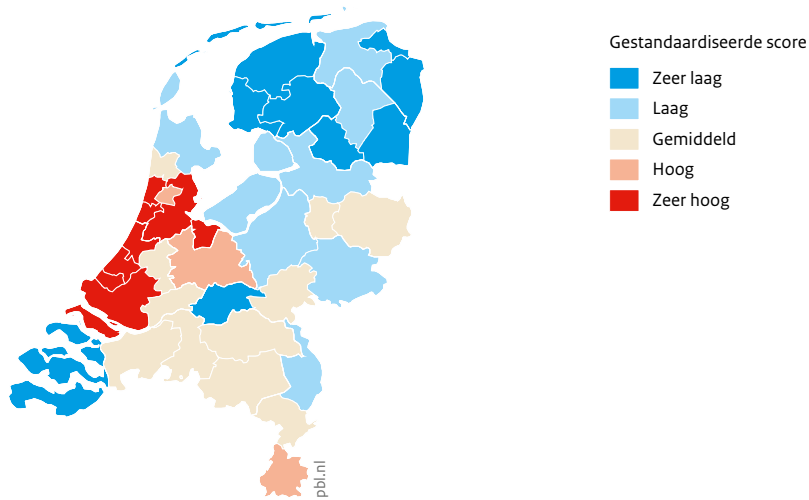 Gestandaardiseerde score
Zeer laag
Laag
Gemiddeld
Hoog
Zeer hoog
pbl.nl